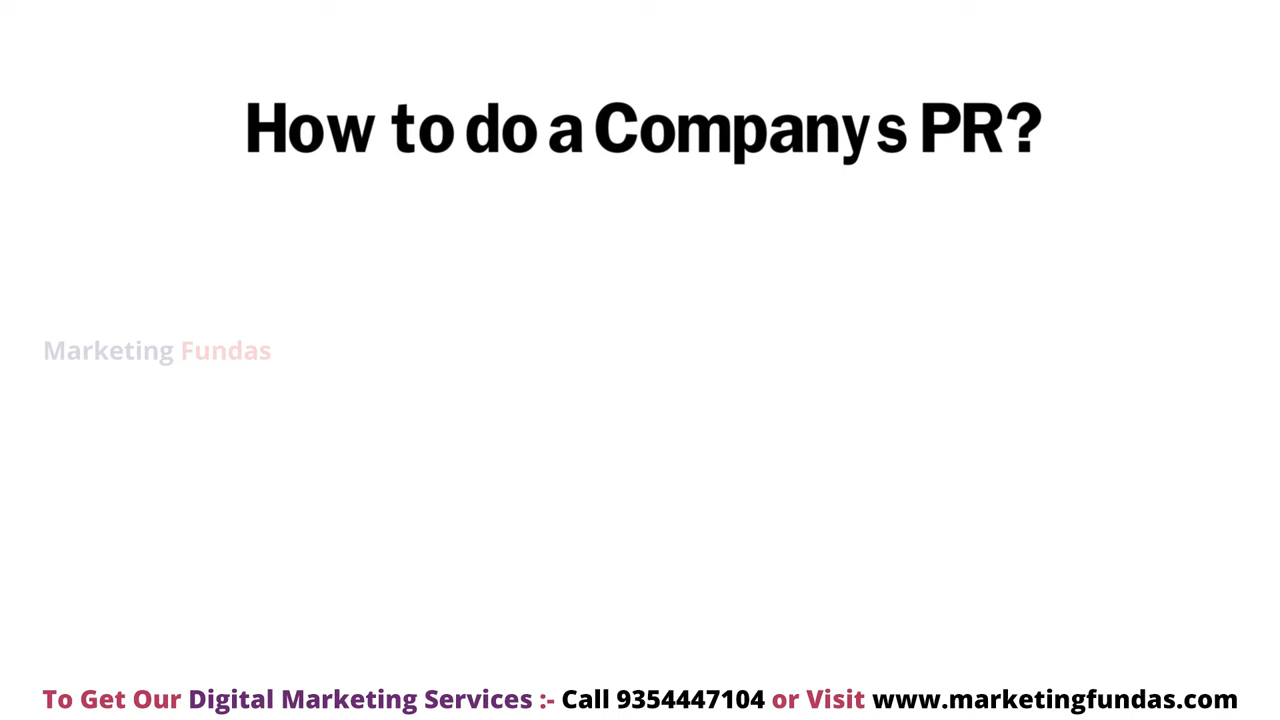 How to do a Companys PR?
Marketing Fundas
To Get Our Digital Marketing Services :- Call 9354447104 or Visit www.marketingfundas.com